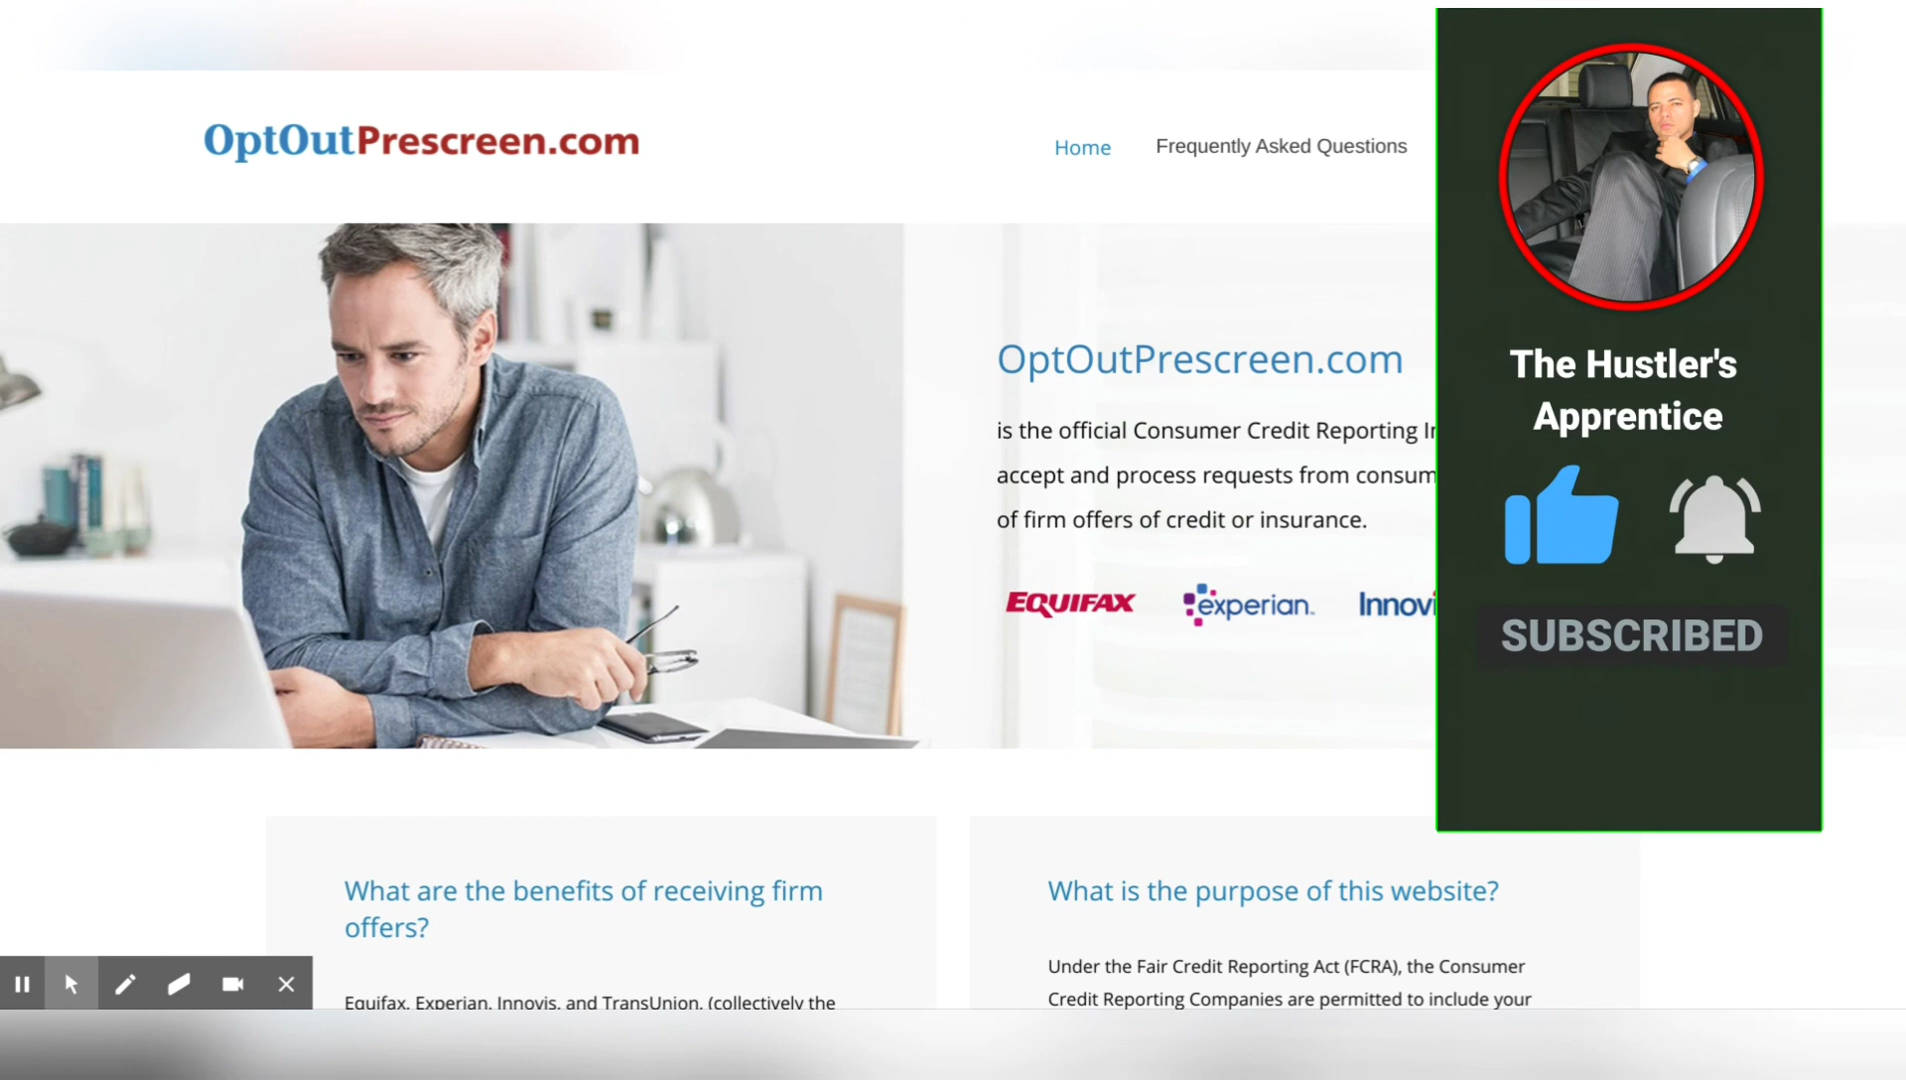 OptOutPrescreen.com
Home
Frequently Asked Questions
OptOutPrescreen.com
is the official Consumer Credit Reporting
accept and process requests from
of firm offers of credit or insurance.
EQUIFAX
experian.
The Hustler's
Apprentice
SUBSCRIBED
What are the benefits of receiving firm
offers?
Equifax, Experian, Innovis, and TransUnion, (collectively the
What is the purpose of this website?
Under the Fair Credit Reporting Act (FCRA), the Consumer
Credit Reporting Companies are permitted to include your